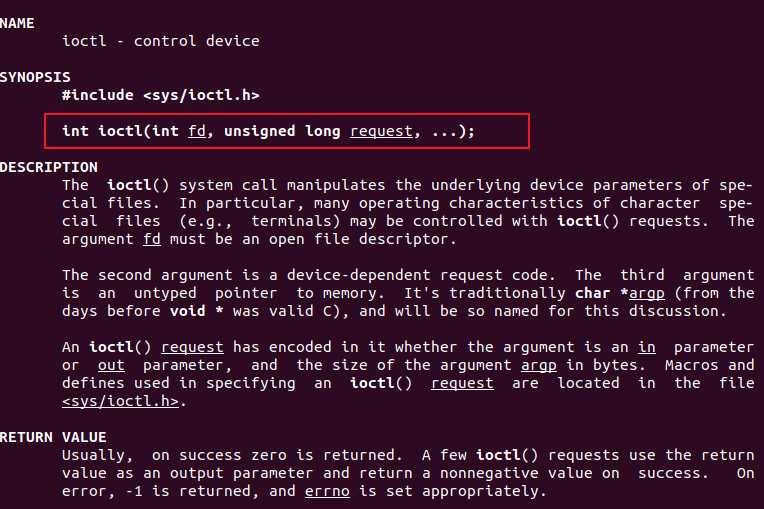 NAME
ioctl - control device
SYNOPSIS
#include <sys/ioctl.h>
int ioctl(int fd, unsigned long request, ...);
DESCRIPTION
The ioctl() system call manipulates the underlying device parameters of spe-
cial files. In particular, many operating characteristics of character spe-
cial files (e.g., terminals) may be controlled with ioctl() requests. The
argument fd must be an open file descriptor.
The second argument is a device-dependent request code. The third argument
is an untyped pointer to memory. It's traditionally char *argp (from the
days before void * was valid C), and will be so named for this discussion.
An ioctl() request has encoded in it whether the argument is an in parameter
or out parameter, and the size of the argument argp in bytes. Macros and
defines used in specifying an ioctl() request are located in the file
<sys/ioctl.h>.
RETURN VALUE
Usually, on success zero is returned. A few ioctl() requests use the return
value as an output parameter and return a nonnegative value on success. On
error, -1 is returned, and errno is set appropriately.